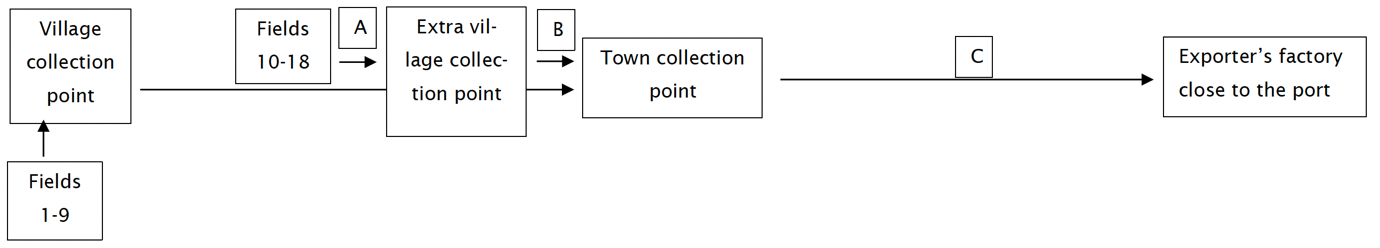 Village
collection
point
Fields
1-9
Fields
10-18
A
Extra vil-
lage collec-
tion point
B
Town collection
point
C
Exporter’s factory
close to the port